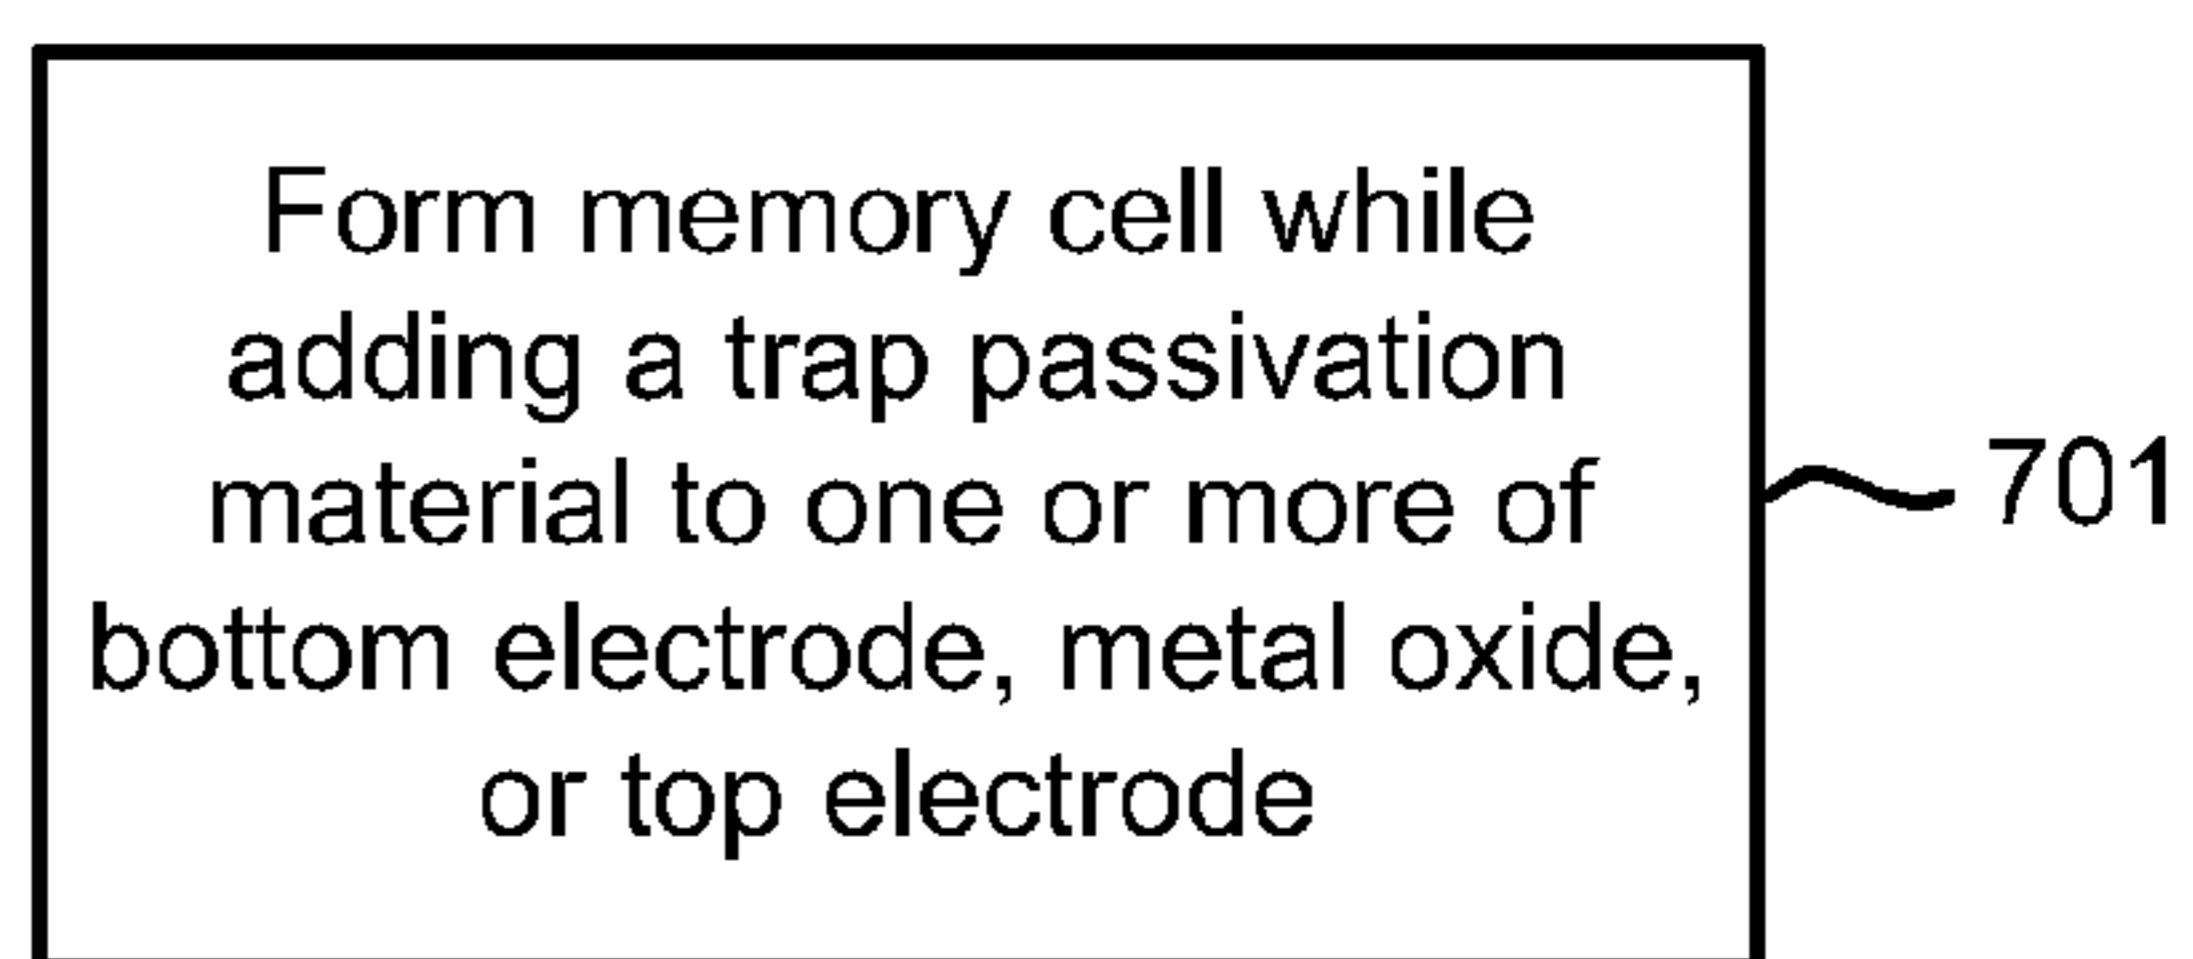 Form memory cell while
adding a trap passivation
material to one or more of
bottom electrode, metal oxide,
or top electrode
701